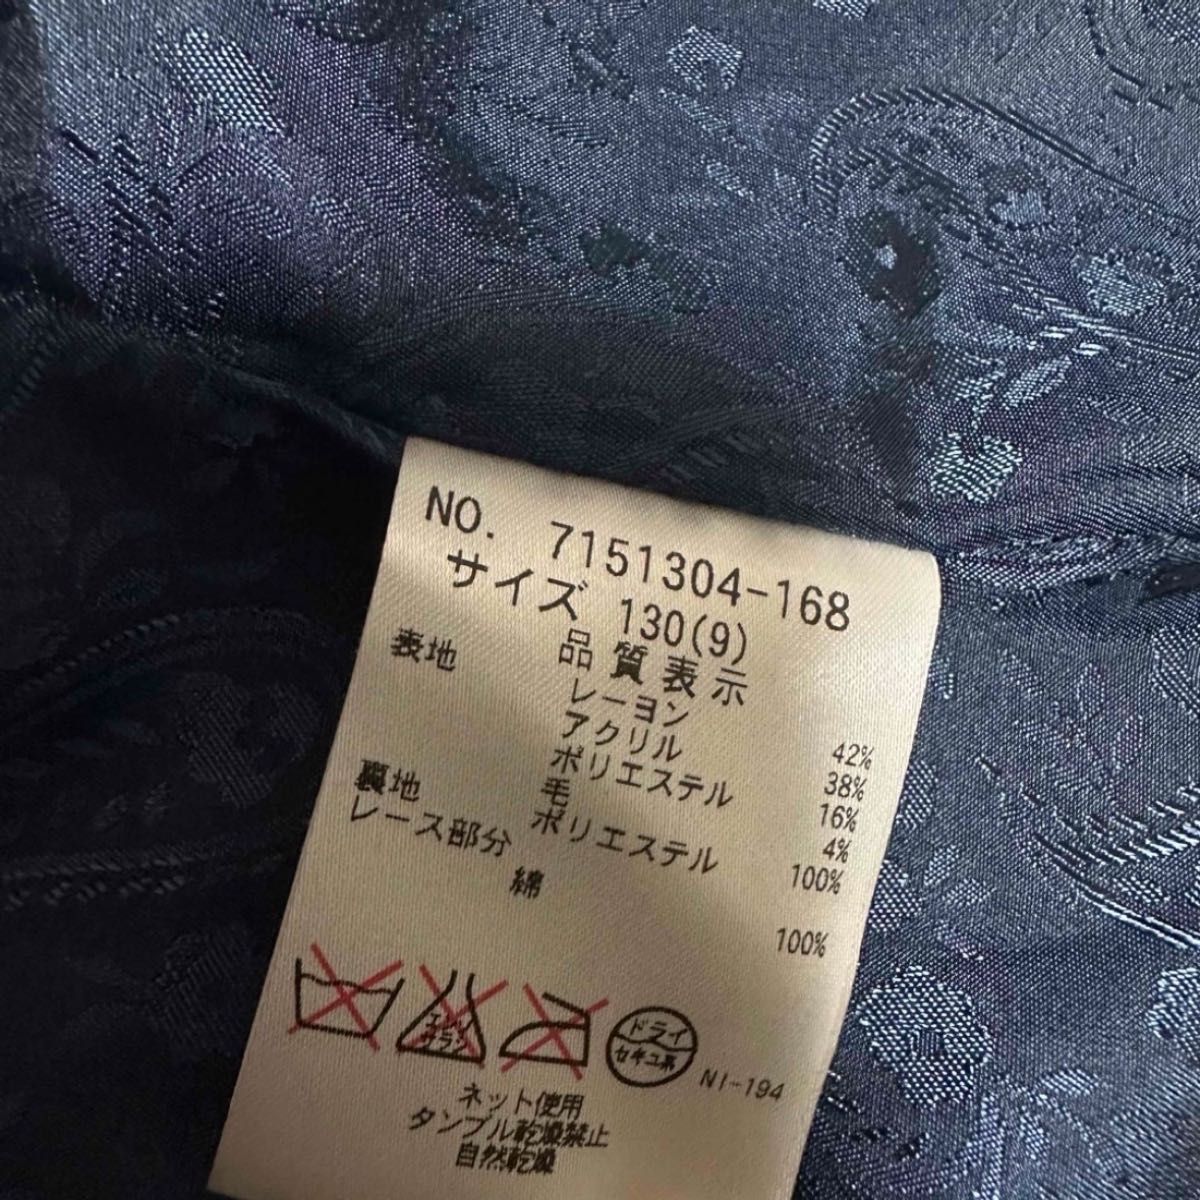 NO. 7151304-168
サイズ 130(9)
品質表示
表地 レーヨン 42%
アクリル 38%
ポリエステル 16%
毛 4%
裏地 ポリエステル 100%
レース部分
綿 100%
エンソ
サラシ
ドライ
セキユ系
NI-194
ネット使用
タンブル乾燥禁止
自然乾燥